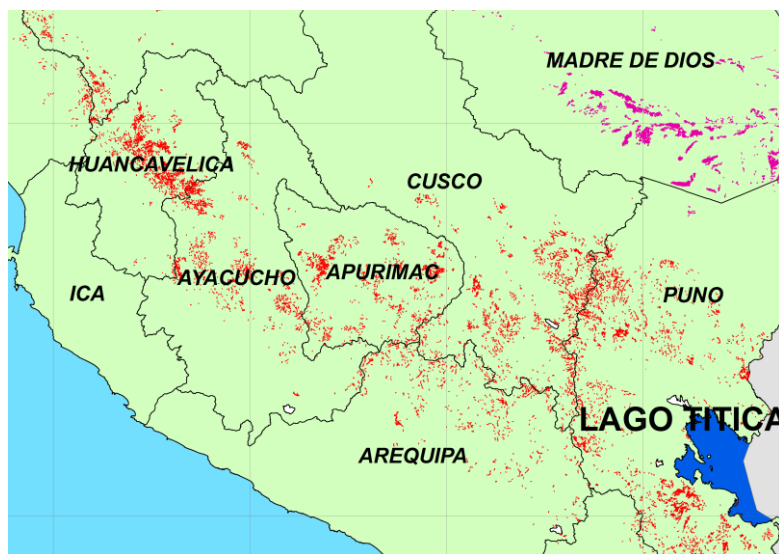 MADRE DE DIOS
HUANCAVELICA
CUSCO
AYACUCHO
APURIMAC
ICA
PUNO
LAGO TITICA
AREQUIPA